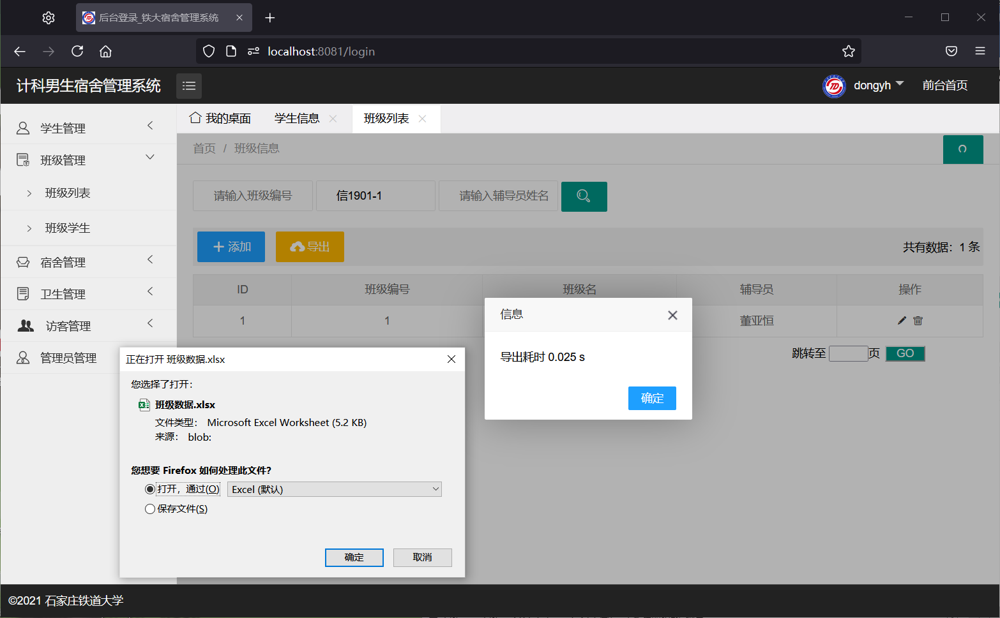 后台登录_铁大宿舍管理系统
localhost:8081/login
计科男生宿舍管理系统
dongyh
前台首页
我的桌面
学生信息
班级列表
学生管理
班级管理
班级列表
班级学生
宿舍管理
卫生管理
访客管理
管理员管理
首页 / 班级信息
请输入班级编号
信1901-1
请输入辅导员姓名
添加
导出
共有数据：1 条
ID 班级编号 班级名 辅导员 操作
1 1 董亚恒
跳转至 页 GO
信息
导出耗时 0.025 s
确定
正在打开 班级数据.xlsx
您选择了打开：
班级数据.xlsx
文件类型： Microsoft Excel Worksheet (5.2 KB)
来源： blob:
您想要 Firefox 如何处理此文件？
打开，通过(O) Excel (默认)
保存文件(S)
确定 取消
©2021 石家庄铁道大学